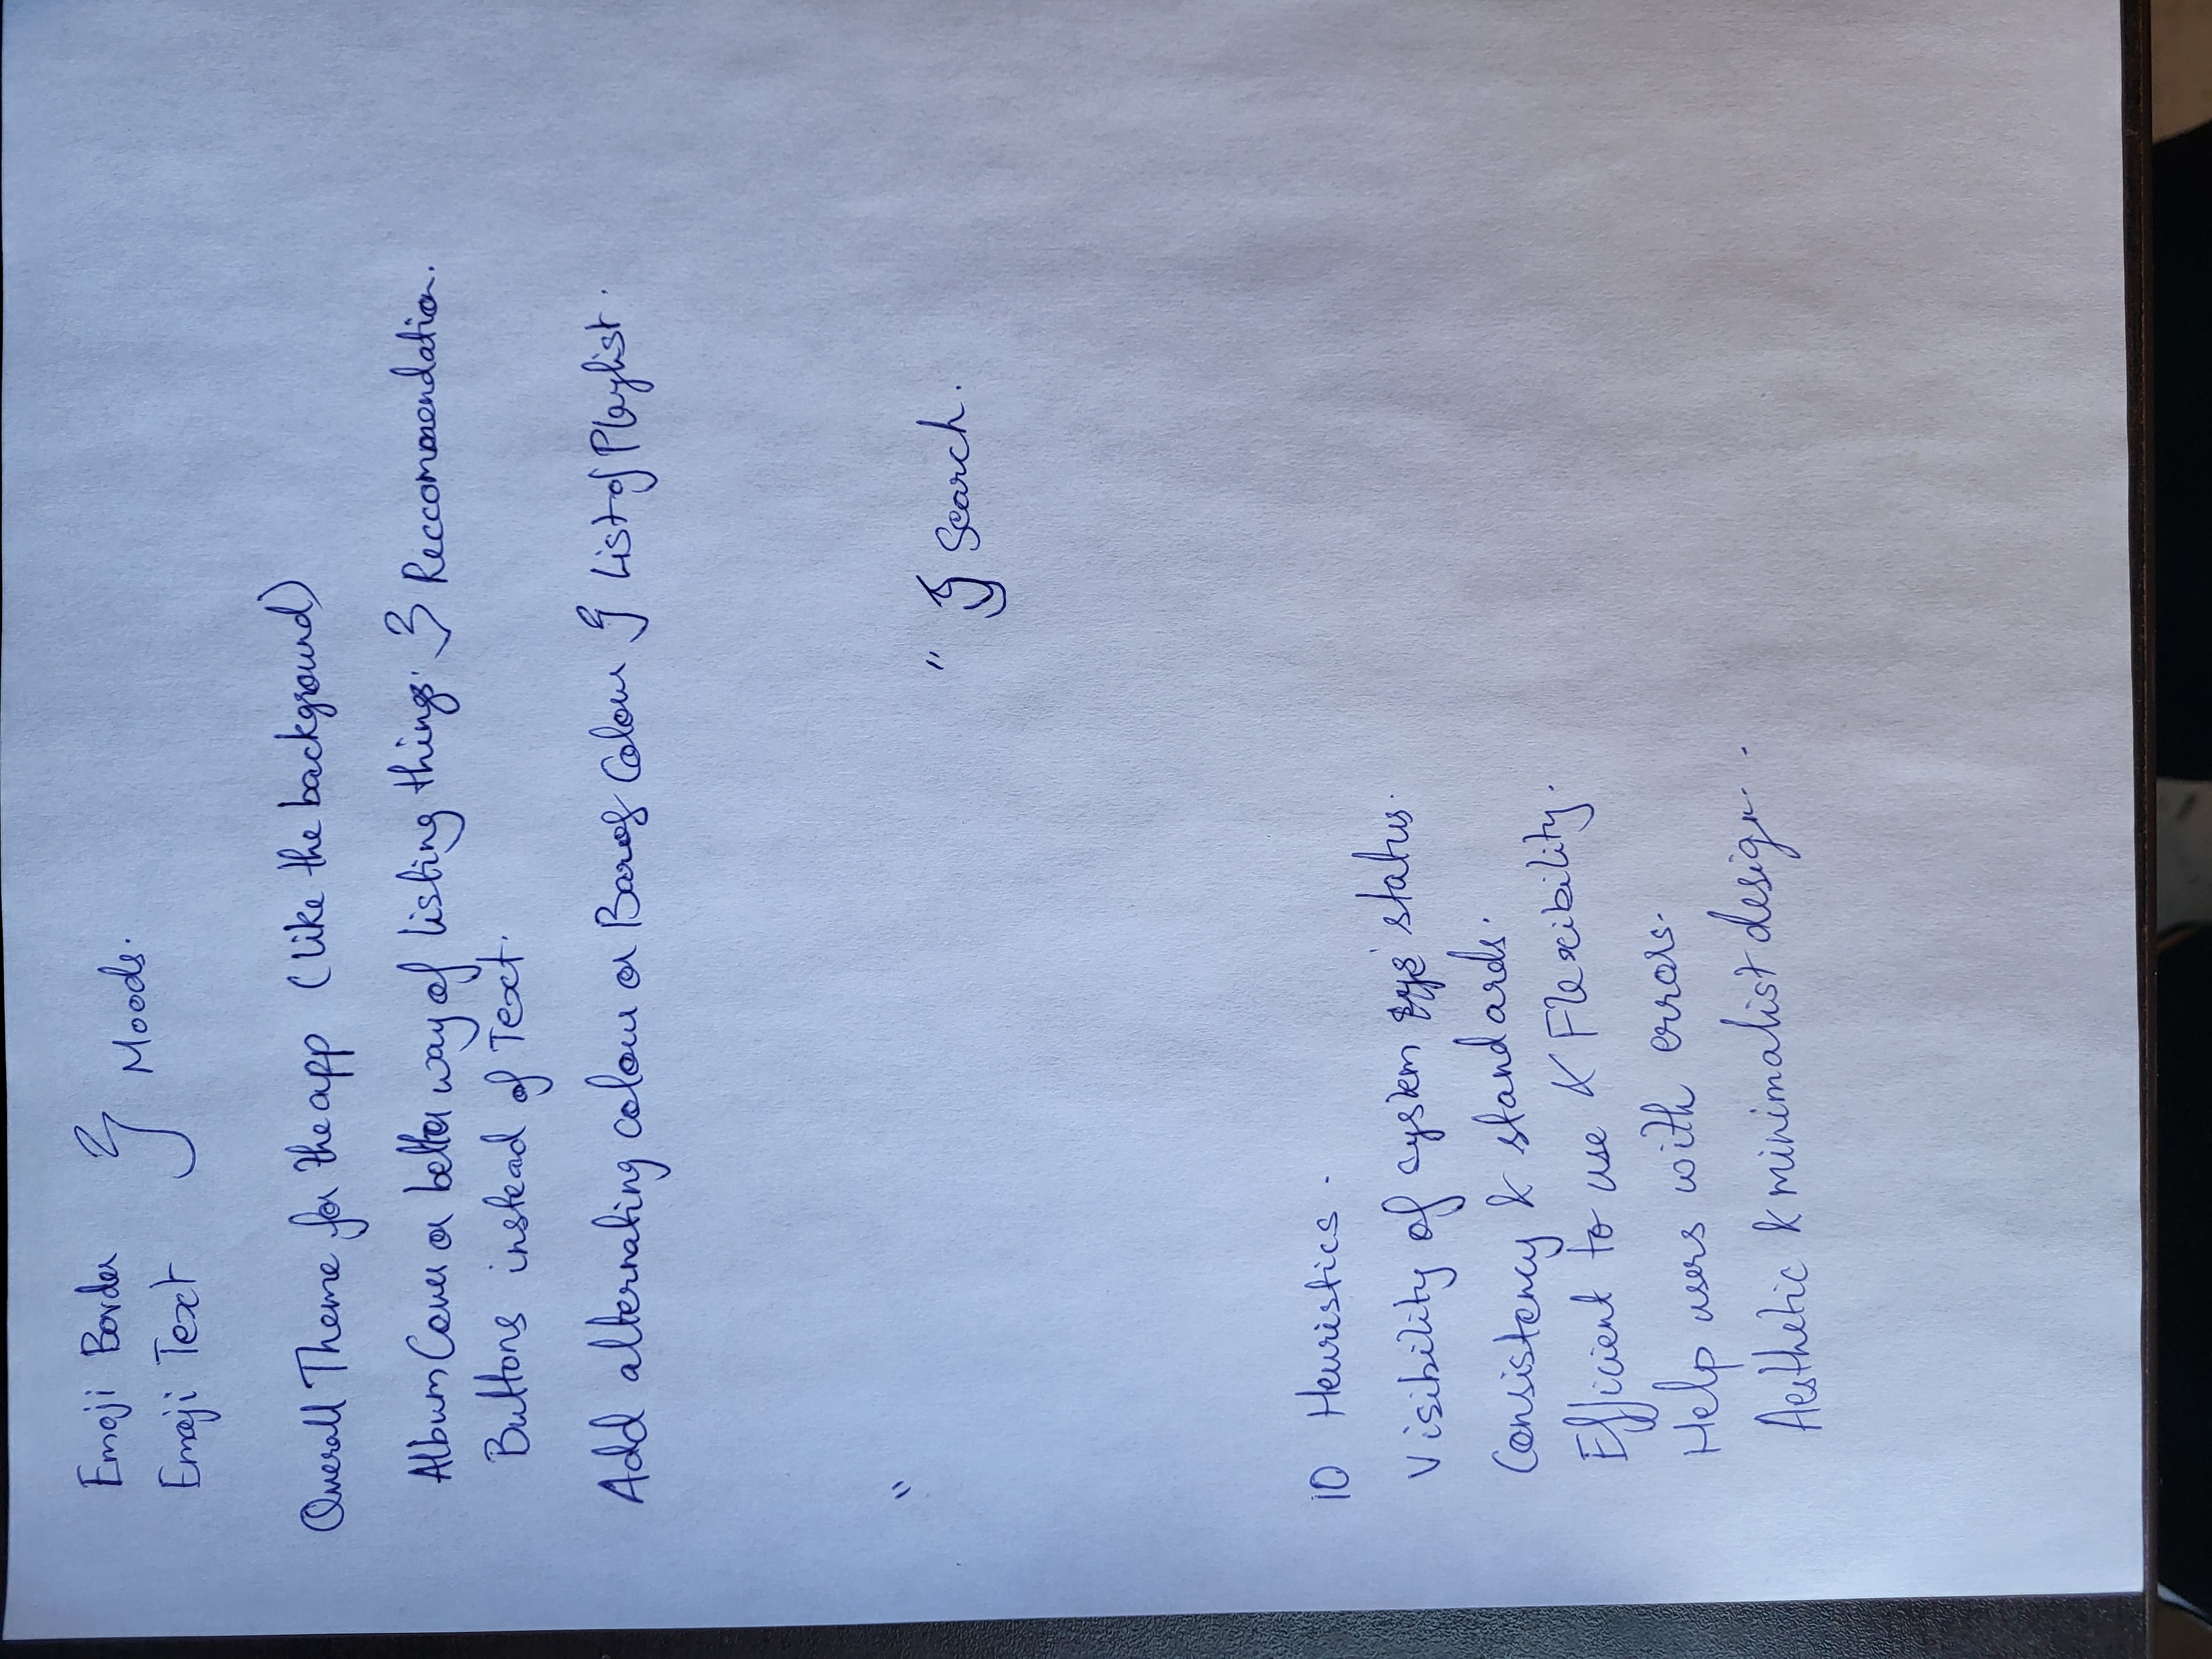 Emoji Border
Emoji Text } Moods.
Overall Theme for the app (like the background)
Album Cover or better way of listing things. } Reccommendation.
Buttons instead of Text.
Add alternating colour or Bar of Colour } List of Playlist.
" " } Search.
10 Heuristics.
Visibility of system status.
Consistency & standards.
Efficient to use & Flexibility.
Help users with errors.
Aesthetic & minimalist design.